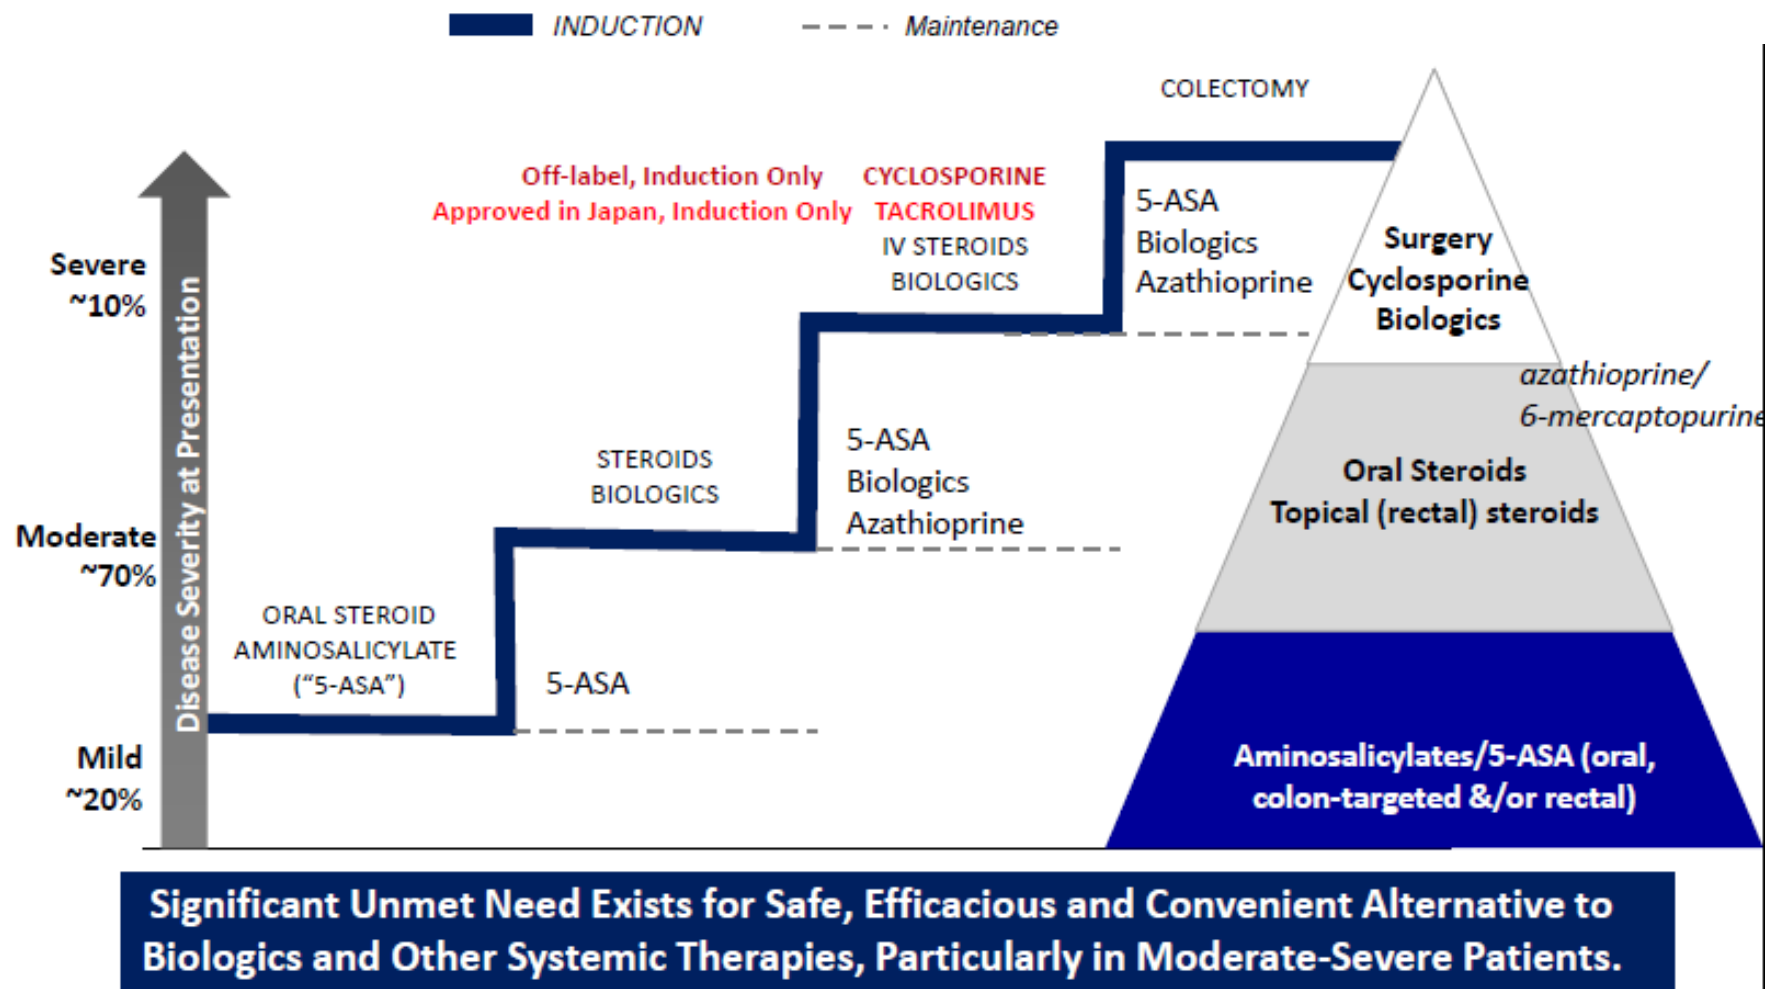 INDUCTION
Maintenance
COLECTOMY
Off-label, Induction Only
CYCLOSPORINE
Approved in Japan, Induction Only
TACROLIMUS
IV STEROIDS
BIOLOGICS
5-ASA
Biologics
Azathioprine
Surgery
Cyclosporine
Biologics
Severe
~10%
Disease Severity at Presentation
azathioprine/
6-mercaptopurine
STEROIDS
BIOLOGICS
5-ASA
Biologics
Azathioprine
Oral Steroids
Topical (rectal) steroids
Moderate
~70%
ORAL STEROID
AMINOSALICYLATE
(“5-ASA”)
5-ASA
Mild
~20%
Aminosalicylates/5-ASA (oral,
colon-targeted &/or rectal)
Significant Unmet Need Exists for Safe, Efficacious and Convenient Alternative to
Biologics and Other Systemic Therapies, Particularly in Moderate-Severe Patients.